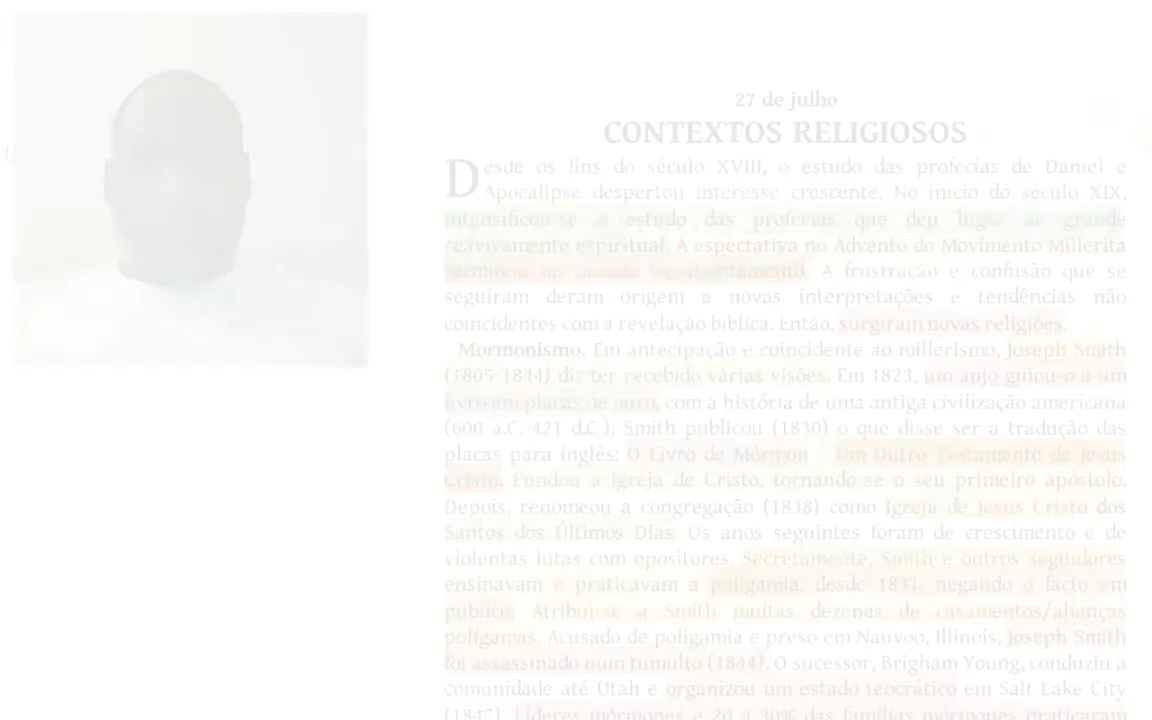 27 de julho
CONTEXTOS RELIGIOSOS
Desde os fins do século XVIII, o estudo das profecias de Daniel e
Apocalipse despertou interesse crescente. No início do século XIX,
intensificou-se o estudo das profecias que deu lugar ao grande
reavivamento espiritual. A espectativa no Advento do Movimento Millerita
terminou no grande desapontamento. A frustração e confusão que se
seguiram deram origem a novas interpretações e tendências não
coincidentes com a revelação bíblica. Então, surgiram novas religiões.
Mormonismo. Em antecipação e coincidente ao millerismo, Joseph Smith
(1805-1844) diz ter recebido várias visões. Em 1823, um anjo guiou-o a um
livro em placas de ouro, com a história de uma antiga civilização americana
(600 a.C. 421 d.C.). Smith publicou (1830) o que disse ser a tradução das
placas para inglês: O Livro de Mórmon - Um Outro Testamento de Jesus
Cristo. Fundou a Igreja de Cristo, tornando-se o seu primeiro apóstolo.
Depois, renomeou a congregação (1838) como Igreja de Jesus Cristo dos
Santos dos Últimos Dias. Os anos seguintes foram de crescimento e de
violentas lutas com opositores. Secretamente, Smith e outros seguidores
ensinavam e praticavam a poligamia, desde 1831, negando o facto em
público. Atribui-se a Smith muitas dezenas de casamentos/alianças
polígamas. Acusado de poligamia e preso em Nauvoo, Illinois, Joseph Smith
foi assassinado num tumulto (1844). O sucessor, Brigham Young, conduziu a
comunidade até Utah e organizou um estado teocrático em Salt Lake City
(1847). Líderes mórmones e 20 a 30% das famílias mórmones praticaram